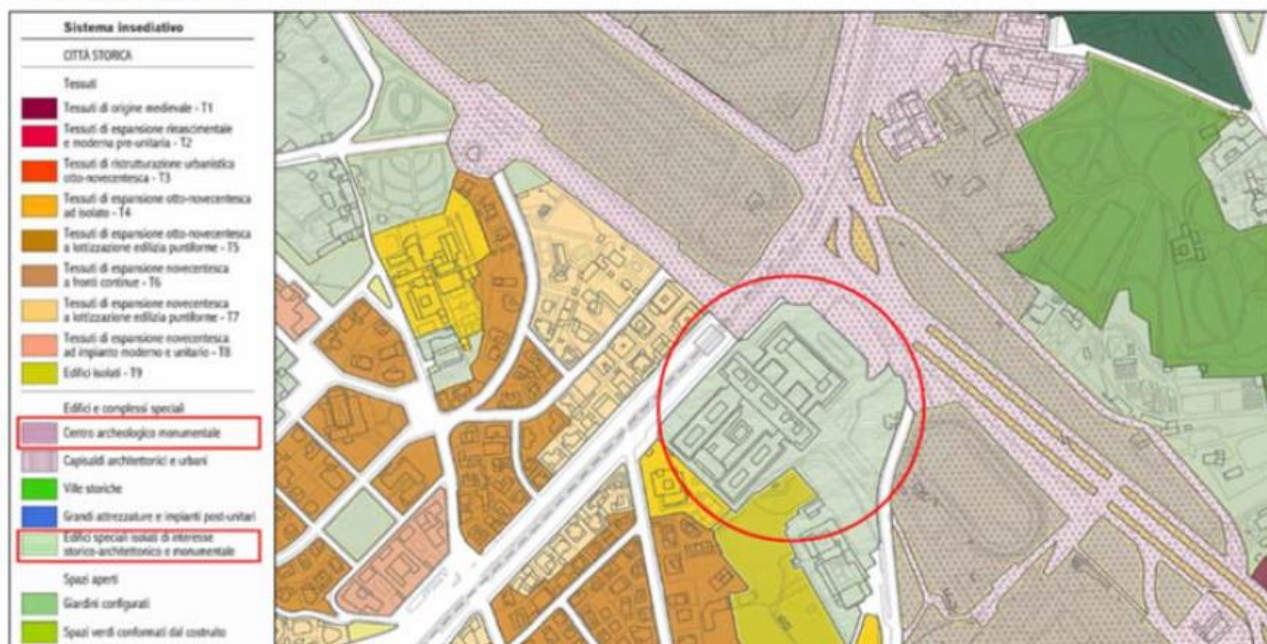 Sistema insediativo
CITTÀ STORICA
Tessuti
Tessuti di origine medievale - T1
Tessuti di espansione rinascimentale
e moderna pre-unitaria - T2
Tessuti di ristrutturazione urbanistica
otto-novecentesca - T3
Tessuti di espansione otto-novecentesca
ad isolato - T4
Tessuti di espansione otto-novecentesca
a lottizzazione edilizia puntiforme - T5
Tessuti di espansione novecentesca
a fronti continue - T6
Tessuti di espansione novecentesca
a lottizzazione edilizia puntiforme - T7
Tessuti di espansione novecentesca
ad impianto moderno e unitario - T8
Edifici isolati - T9
Edifici e complessi speciali
Centro archeologico monumentale
Capisaldi architettonici e urbani
Ville storiche
Grandi attrezzature e impianti post-unitari
Edifici speciali isolati di interesse
storico-architettonico e monumentale
Spazi aperti
Giardini configurati
Spazi verdi conformati dal costruito